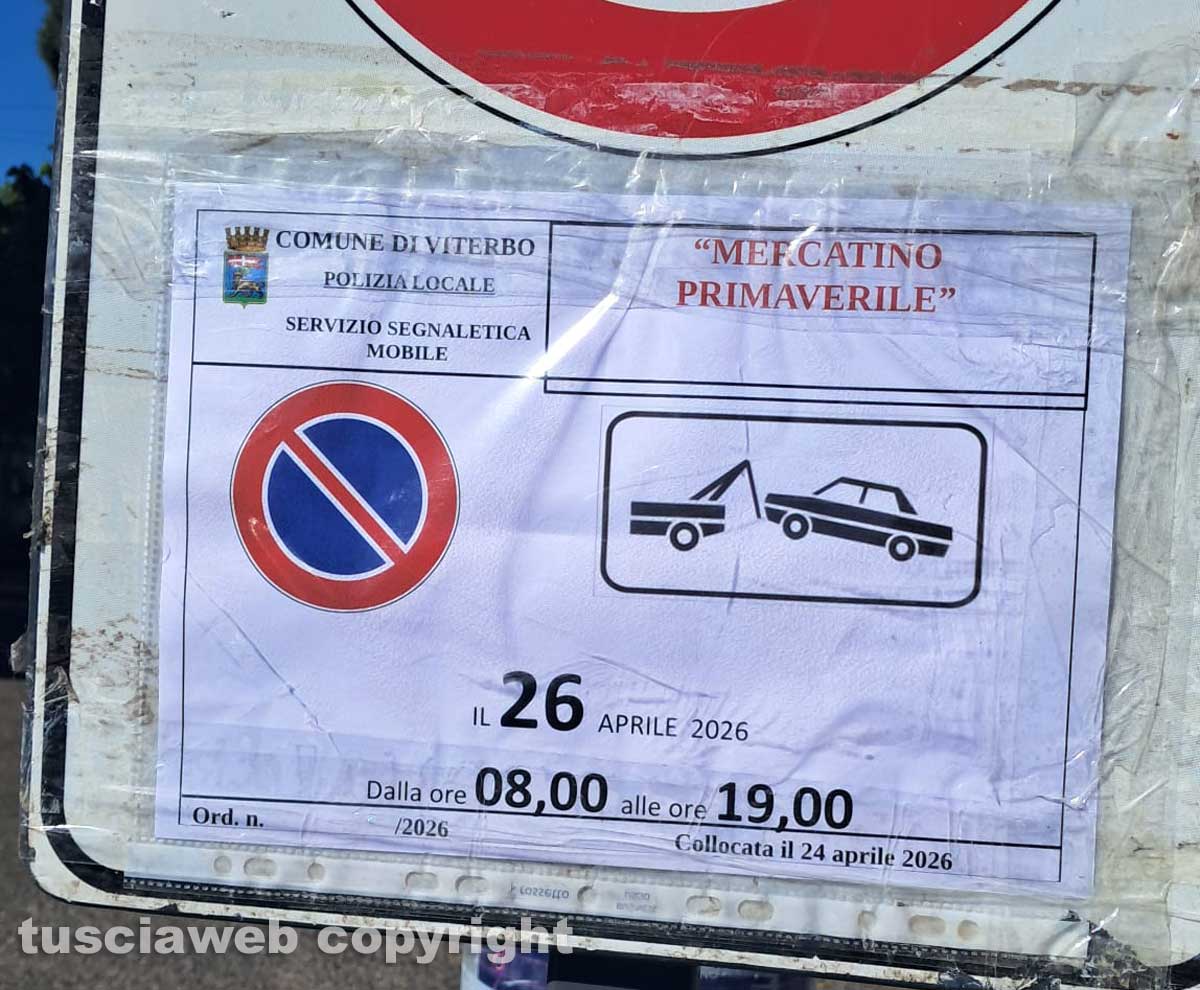 COMUNE DI VITERBO
POLIZIA LOCALE
SERVIZIO SEGNALETICA
MOBILE
“MERCATINO
PRIMAVERILE”
IL 26 APRILE 2026
Dalla ore 08,00 alle ore 19,00
Ord. n. /2026
Collocata il 24 aprile 2026
rossetto
tusciaweb copyright